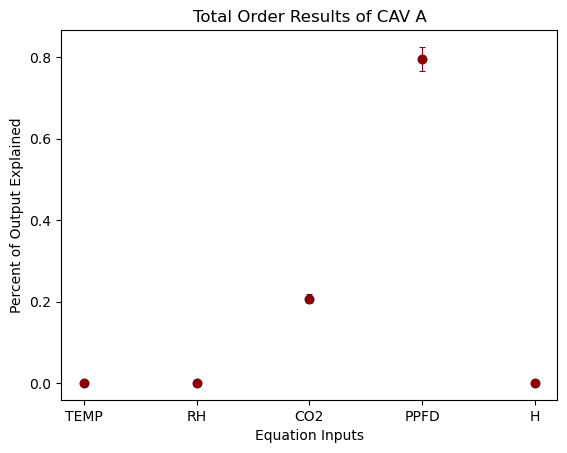 Total Order Results of CAV A
Percent of Output Explained
0.8
0.6
0.4
0.2
0.0
TEMP RH CO2 PPFD H
Equation Inputs